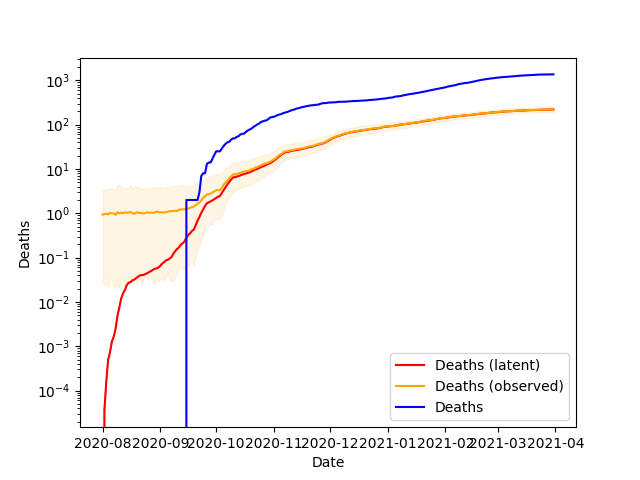 Deaths
10³
10²
10¹
10⁰
10⁻¹
10⁻²
10⁻³
10⁻⁴
Deaths (latent)
Deaths (observed)
Deaths
2020-08 2020-09 2020-10 2020-11 2020-12 2021-01 2021-02 2021-03 2021-04
Date